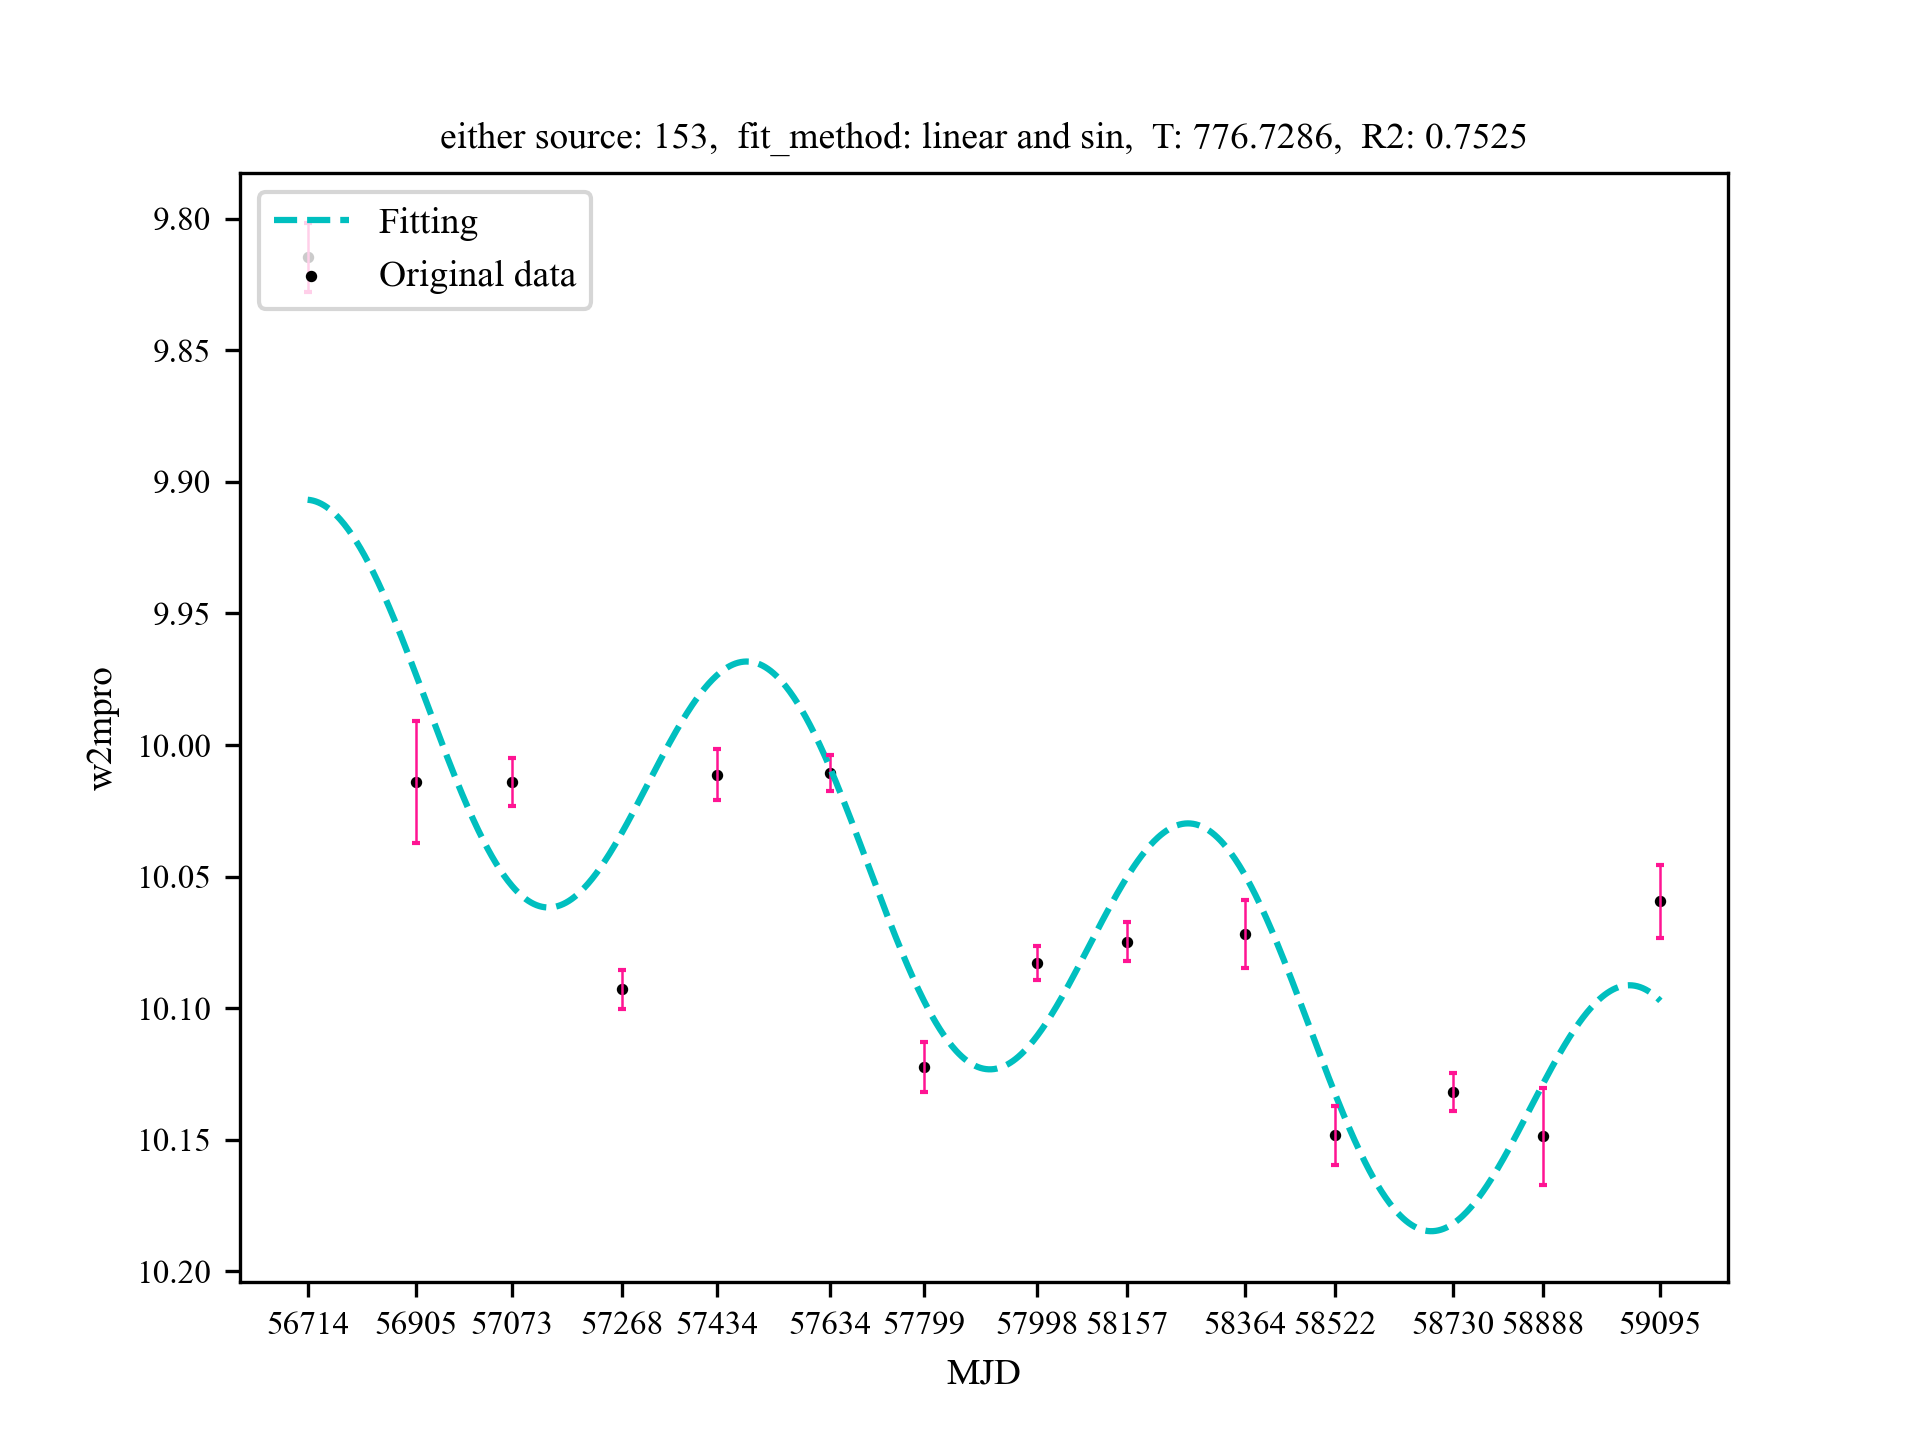 either source: 153,  fit_method: linear and sin,  T: 776.7286,  R2: 0.7525
Fitting
Original data
9.80
9.85
9.90
9.95
10.00
10.05
10.10
10.15
10.20
w2mpro
56714 56905 57073 57268 57434 57634 57799 57998 58157 58364 58522 58730 58888 59095
MJD